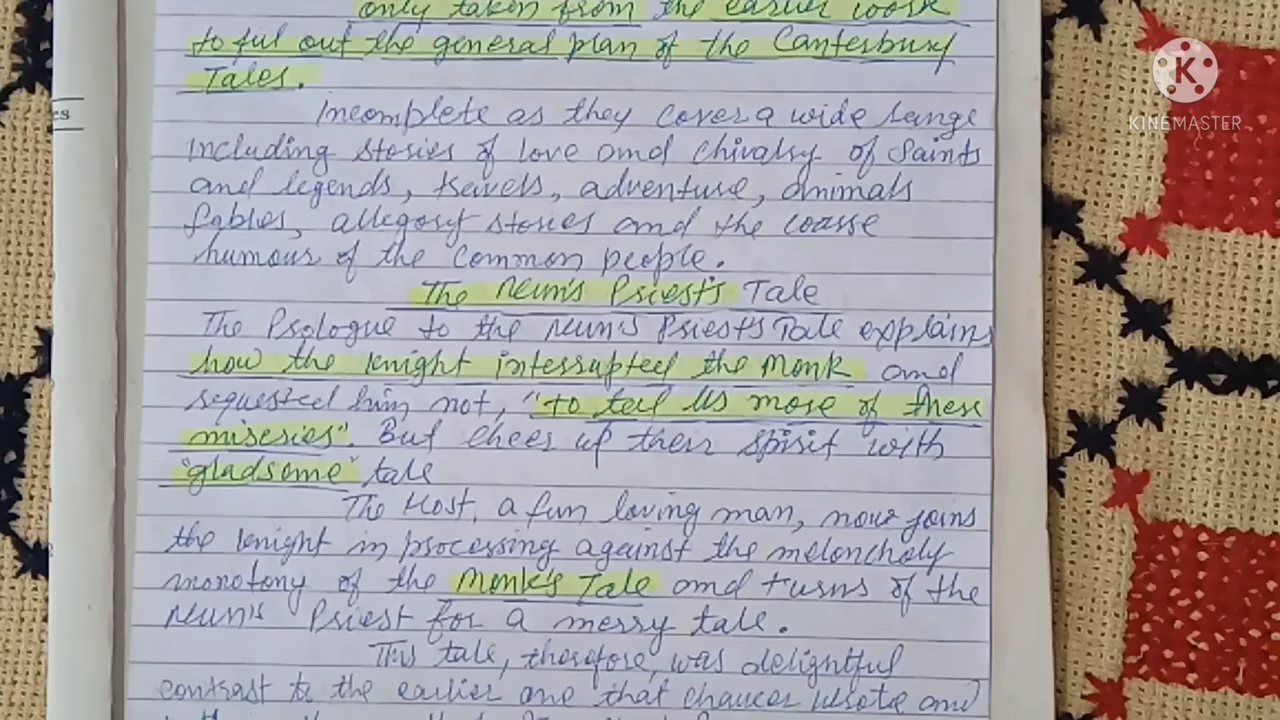 only taken from the earlier work
to ful out the general plan of the Canterbury
Tales.
Incomplete as they cover a wide range
including stories of love and chivalry of Saints
es
and legends, travels, adventure, animals
fables, allegory stories and the coarse
humour of the common people.
The Nun's Priest's Tale
The Prologue to the Nun's Priest's Tale explains
how the knight interrupted the Monk and
requested him not, "to tell us more of these
miseries". But cheer up their spirit with
"gladsome" tale
The Host, a fun loving man, now joins
the knight in processing against the meloncholy
monotony of the Monk's Tale and turns of the
Nun's Priest for a merry tale.
This tale, therefore, was delightful
contrast to the earlier one that chaucer wrote and
K
KINEMASTER